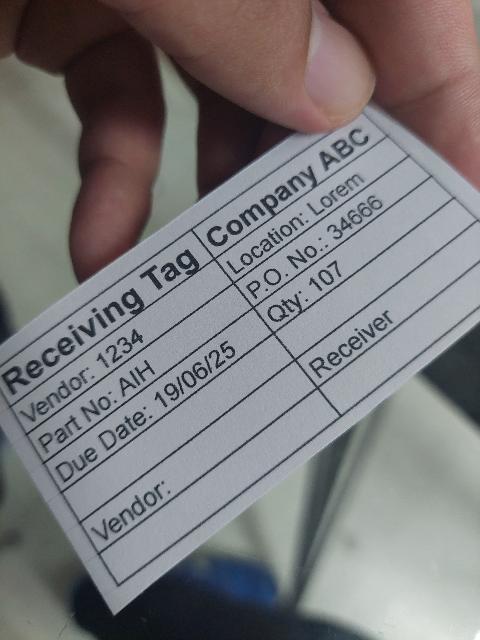 Receiving Tag Company ABC
Vendor: 1234 Location: Lorem
Part No: AIH P.O. No.: 34666
Due Date: 19/06/25 Qty: 107
Vendor: Receiver